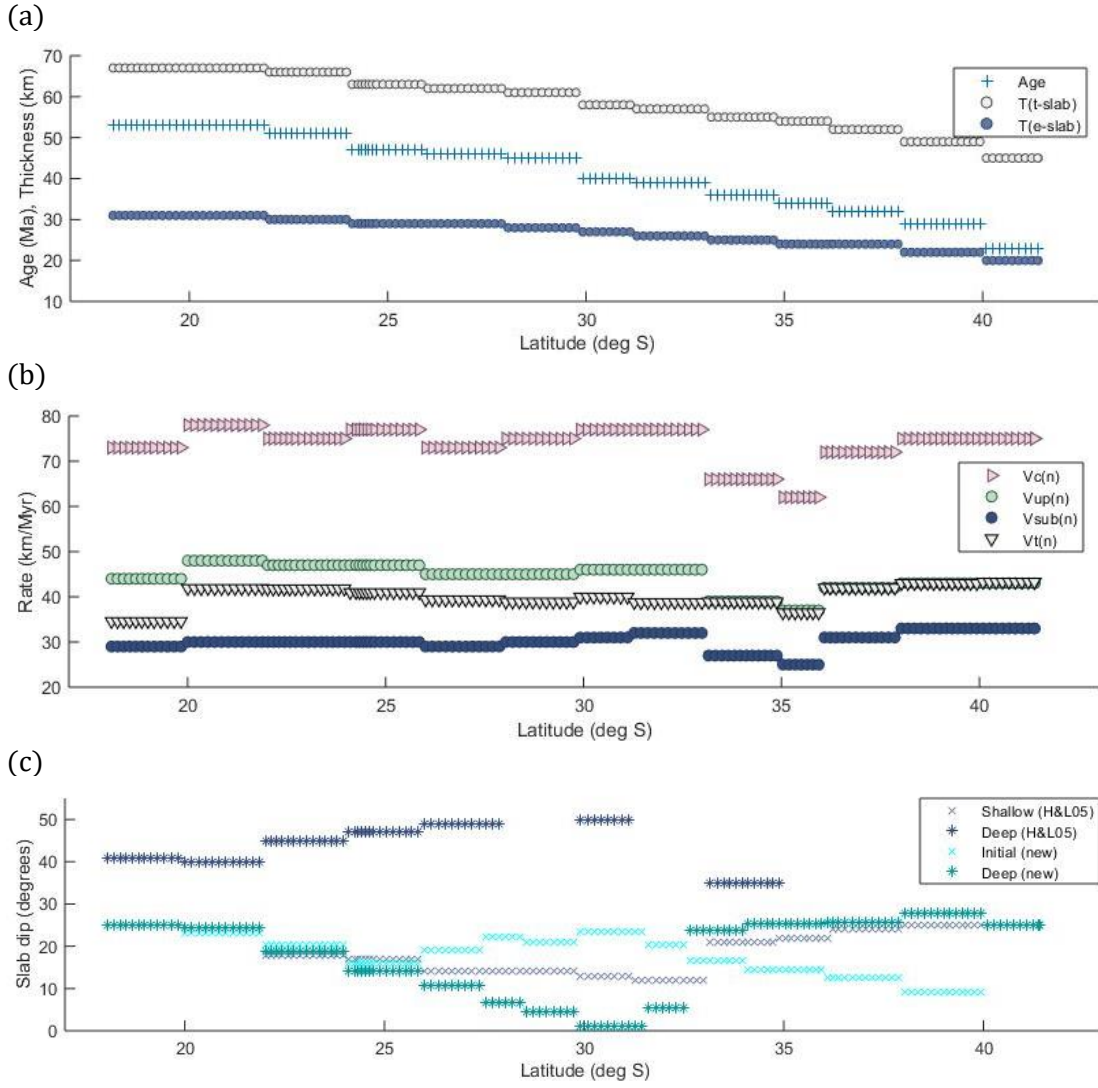 (a)
70
60
50
40
30
20
10
Age (Ma), Thickness (km)
Age
T(t-slab)
T(e-slab)
20 25 30 35 40
Latitude (deg S)
(b)
80
70
60
50
40
30
20
Rate (km/Myr)
Vc(n)
Vup(n)
Vsub(n)
Vt(n)
20 25 30 35 40
Latitude (deg S)
(c)
50
40
30
20
10
0
Slab dip (degrees)
Shallow (H&L05)
Deep (H&L05)
Initial (new)
Deep (new)
20 25 30 35 40
Latitude (deg S)